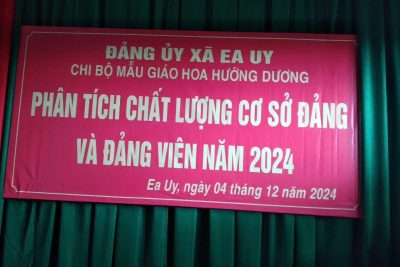 ĐẢNG ỦY XÃ EA UY
CHI BỘ MẪU GIÁO HOA HƯỚNG DƯƠNG
PHÂN TÍCH CHẤT LƯỢNG CƠ SỞ ĐẢNG
VÀ ĐẢNG VIÊN NĂM 2024
Ea Uy, ngày 04 tháng 12 năm 2024